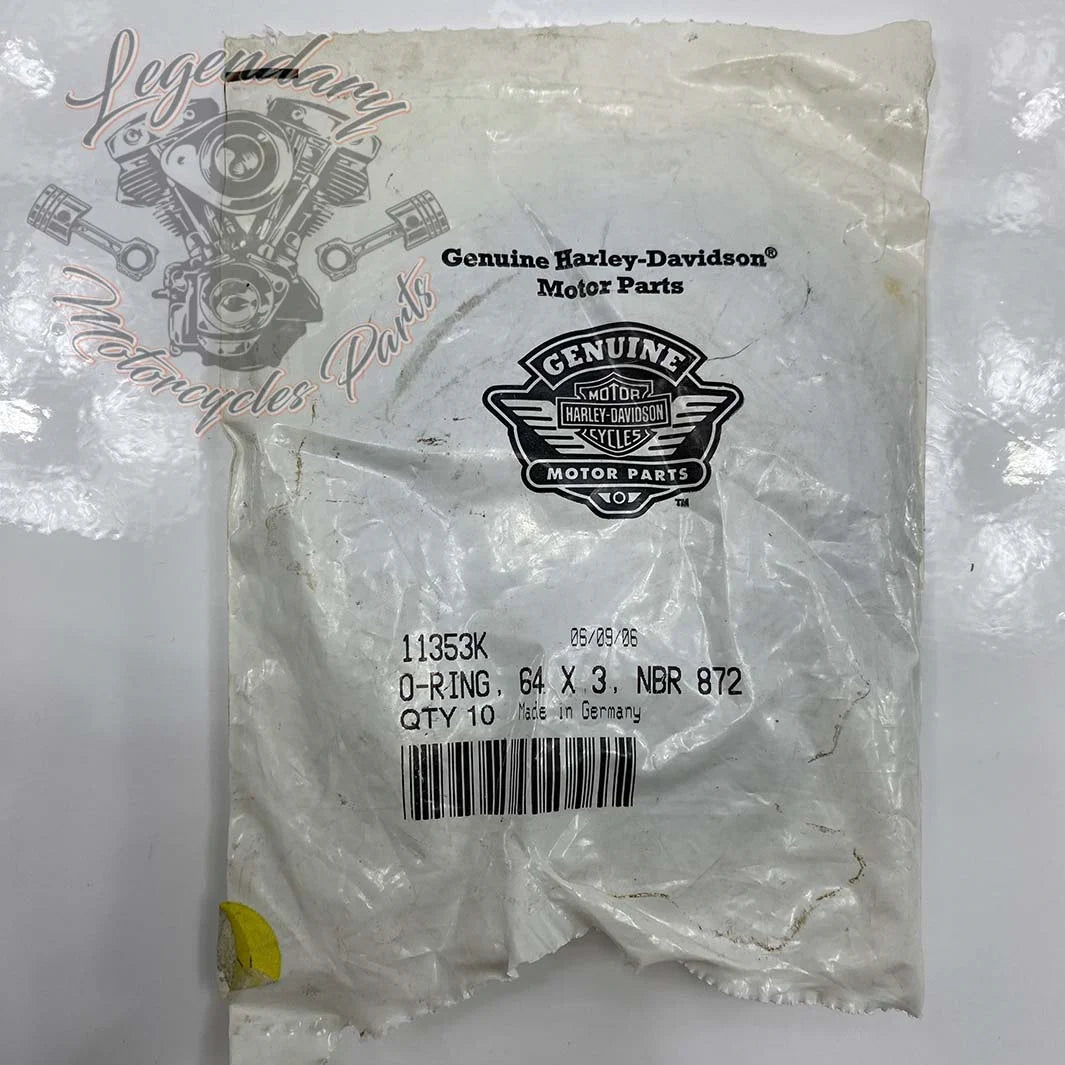 Legendary
Motorcycles Parts
Genuine Harley-Davidson®
Motor Parts
GENUINE
MOTOR
HARLEY-DAVIDSON
CYCLES
MOTOR PARTS
TM
11353K 06/09/06
O-RING, 64 X 3, NBR 872
QTY 10 Made in Germany